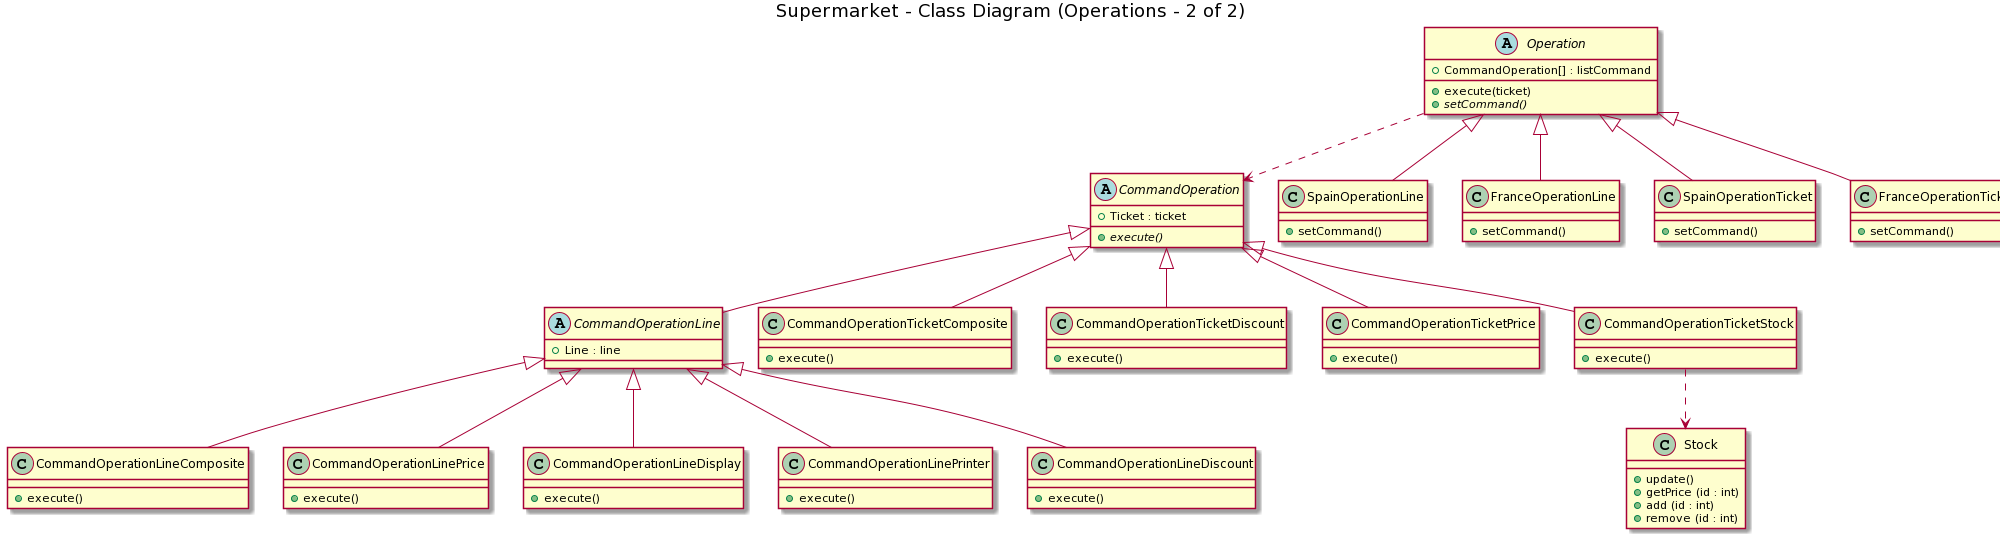 Supermarket - Class Diagram (Operations - 2 of 2)
A Operation
CommandOperation[] : listCommand
execute(ticket)
setCommand()
A CommandOperation
Ticket : ticket
execute()
C SpainOperationLine
setCommand()
C FranceOperationLine
setCommand()
C SpainOperationTicket
setCommand()
C
setCommand()
A CommandOperationLine
Line : line
C CommandOperationTicketComposite
execute()
C CommandOperationTicketDiscount
execute()
C CommandOperationTicketPrice
execute()
C CommandOperationTicketStock
execute()
C CommandOperationLineComposite
execute()
C CommandOperationLinePrice
execute()
C CommandOperationLineDisplay
execute()
C CommandOperationLinePrinter
execute()
C CommandOperationLineDiscount
execute()
C Stock
update()
getPrice (id : int)
add (id : int)
remove (id : int)